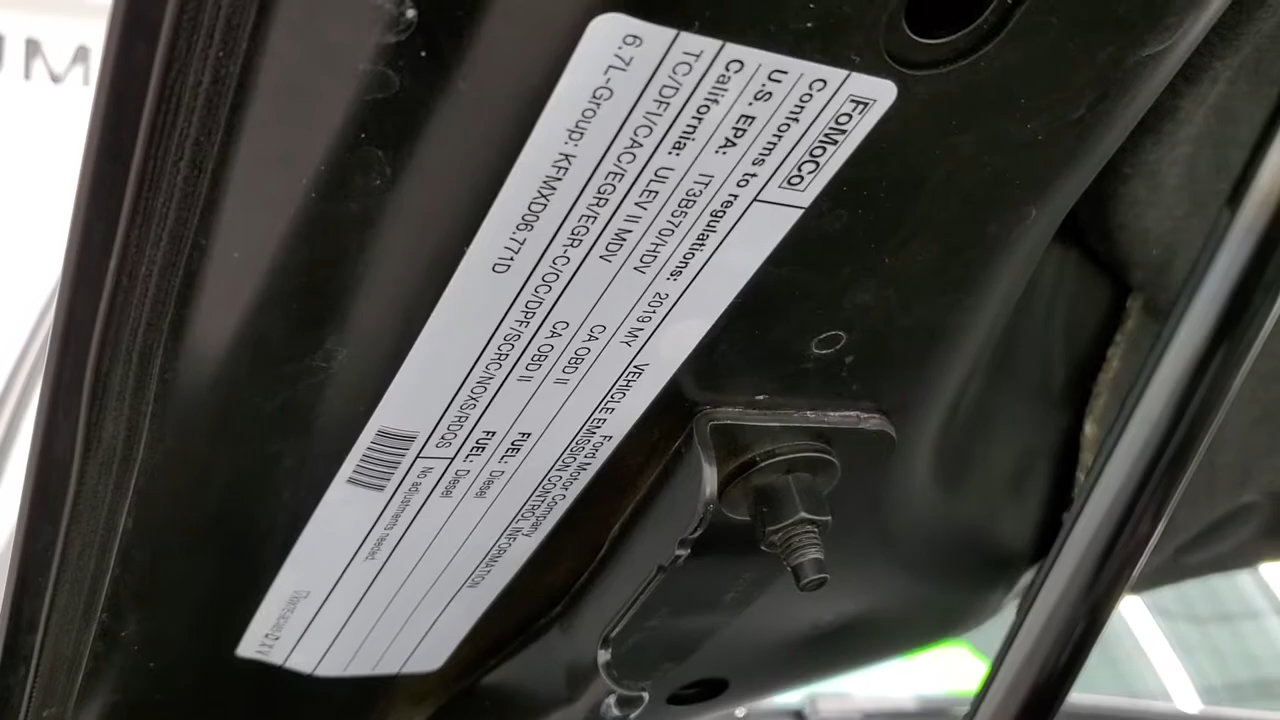 FoMoCo
Ford Motor Company
VEHICLE EMISSION CONTROL INFORMATION
Conforms to regulations: 2019 MY
U.S. EPA: IT3B570/HDV CA OBD II FUEL: Diesel
California: ULEV II MDV CA OBD II FUEL: Diesel
TC/DFI/CAC/EGR/EGR-C/OC/DPF/SCRC/NOXS/RDQS
No adjustments needed.
6.7L-Group: KFMXD06.771D